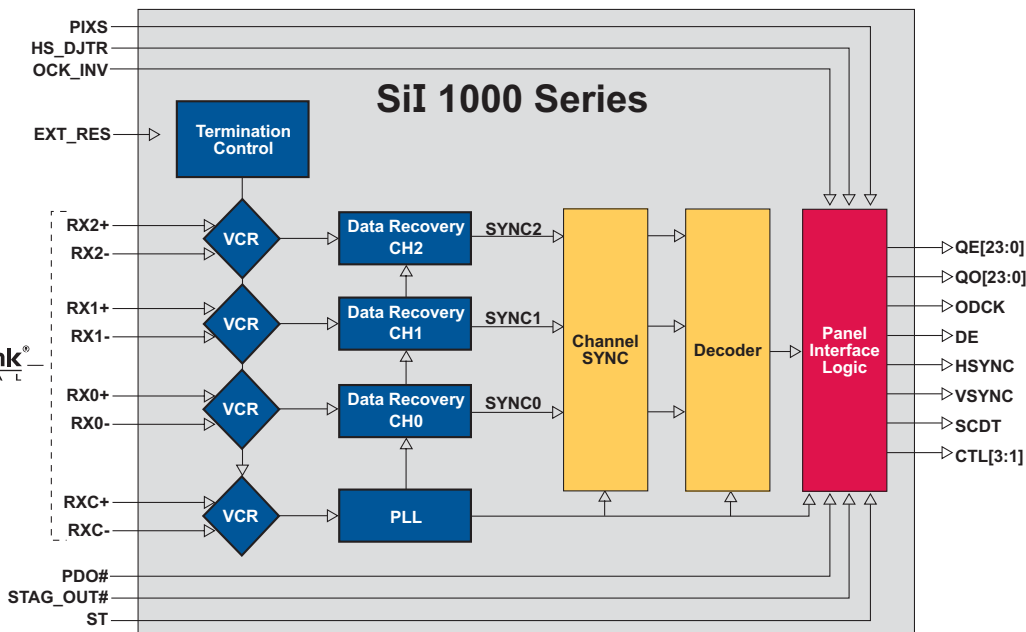 PIXS
HS_DJTR
OCK_INV
SiI 1000 Series
EXT_RES
Termination
Control
RX2+
RX2-
VCR
Data Recovery
CH2
SYNC2
RX1+
RX1-
VCR
Data Recovery
CH1
SYNC1
RX0+
RX0-
VCR
Data Recovery
CH0
SYNC0
RXC+
RXC-
VCR
PLL
Channel
SYNC
Decoder
Panel
Interface
Logic
QE[23:0]
QO[23:0]
ODCK
DE
HSYNC
VSYNC
SCDT
CTL[3:1]
PDO#
STAG_OUT#
ST